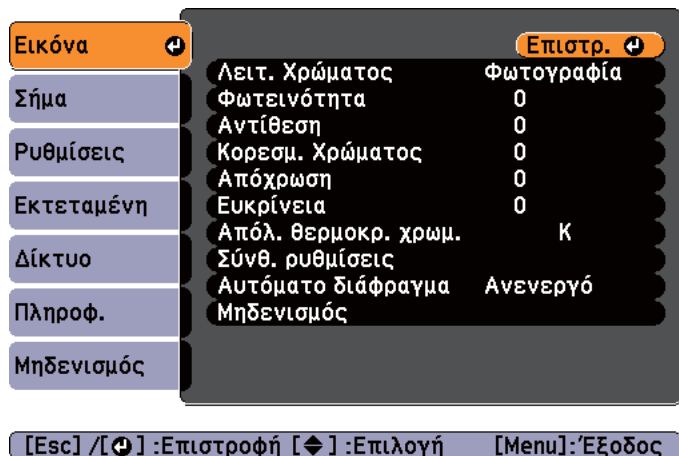 Εικόνα
Σήμα
Ρυθμίσεις
Εκτεταμένη
Δίκτυο
Πληροφ.
Μηδενισμός
Επιστρ.
Λειτ. Χρώματος Φωτογραφία
Φωτεινότητα 0
Αντίθεση 0
Κορεσμ. Χρώματος 0
Απόχρωση 0
Ευκρίνεια 0
Απόλ. θερμοκρ. χρωμ. K
Σύνθ. ρυθμίσεις
Αυτόματο διάφραγμα Ανενεργό
Μηδενισμός
[Esc] /[ ] :Επιστροφή [ ] :Επιλογή [Menu]:Έξοδος